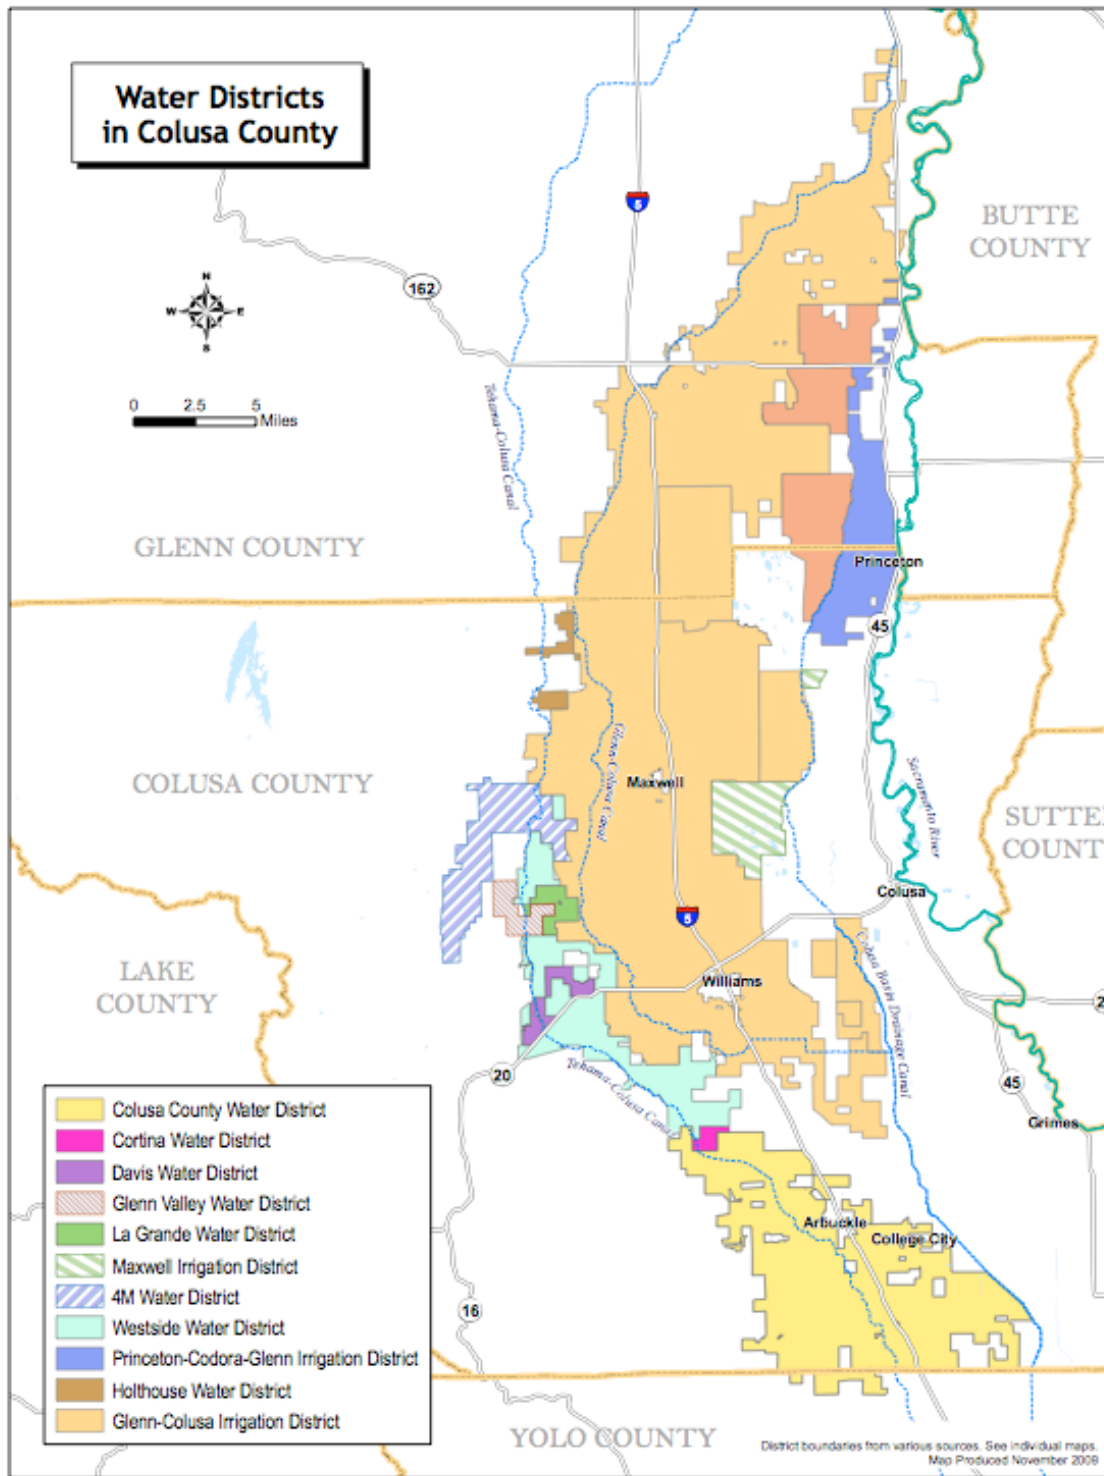 Water Districts
in Colusa County
5
BUTTE
COUNTY
162
N
W
E
S
0
2.5
5
Miles
Tehama-Colusa Canal
GLENN COUNTY
Princeton
45
COLUSA COUNTY
Glenn-Colusa Canal
Maxwell
Sacramento River
SUTTE
COUNT
Colusa
5
LAKE
COUNTY
Williams
Colusa Basin Drainage Canal
2
20
Tehama-Colusa Cana
45
Grimes
Colusa County Water District
Cortina Water District
Davis Water District
Glenn Valley Water District
La Grande Water District
Maxwell Irrigation District
4M Water District
Westside Water District
Princeton-Codora-Glenn Irrigation District
Holthouse Water District
Glenn-Colusa Irrigation District
Arbuckle
College City
16
YOLO COUNTY
District boundaries from various sources. See individual maps.
Map Produced November 2009